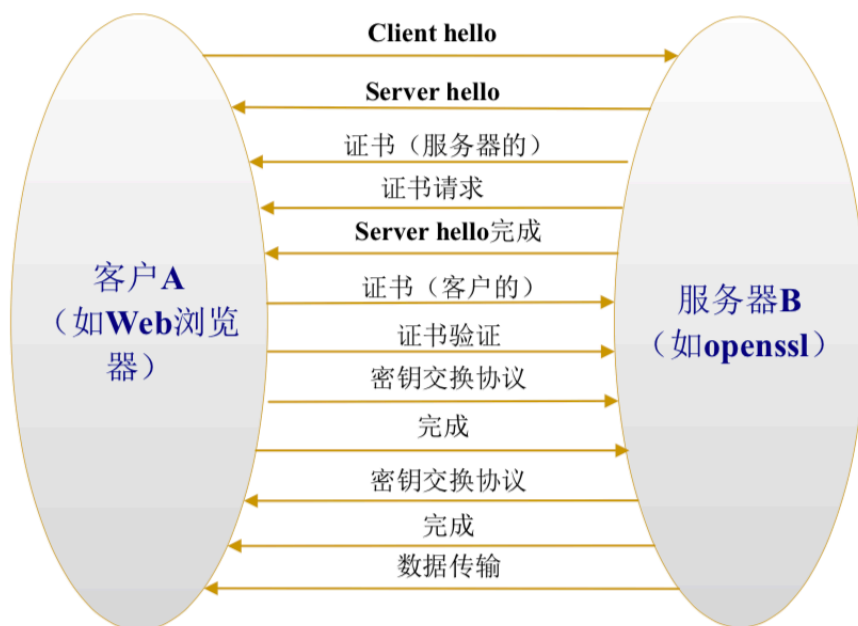 Client hello
Server hello
证书（服务器的）
证书请求
Server hello完成
证书（客户的）
证书验证
密钥交换协议
完成
密钥交换协议
完成
数据传输
客户A
（如Web浏览
器）
服务器B
（如openssl）